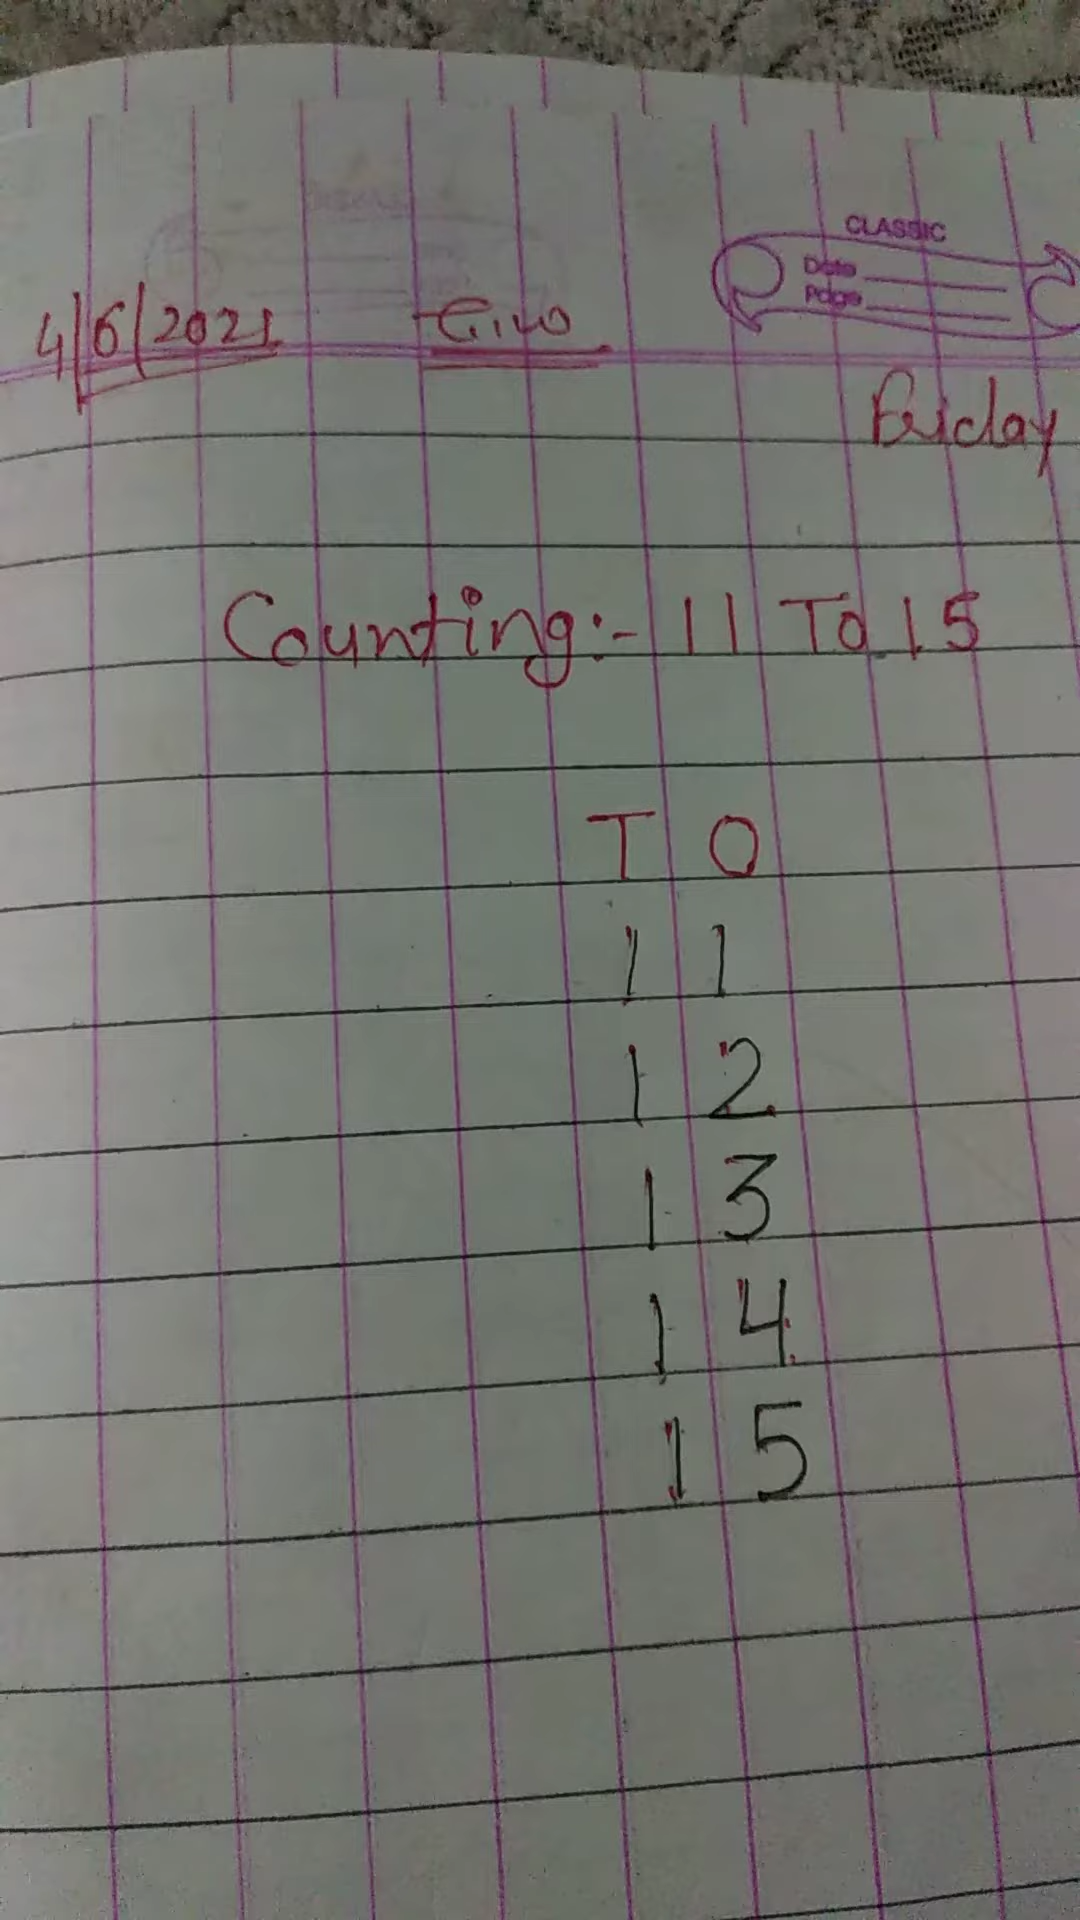 CLASSIC
Date
Page
4/6/2021 C.W
Friday
Counting:- 11 To 15
T O
1 1
1 2
1 3
1 4
1 5